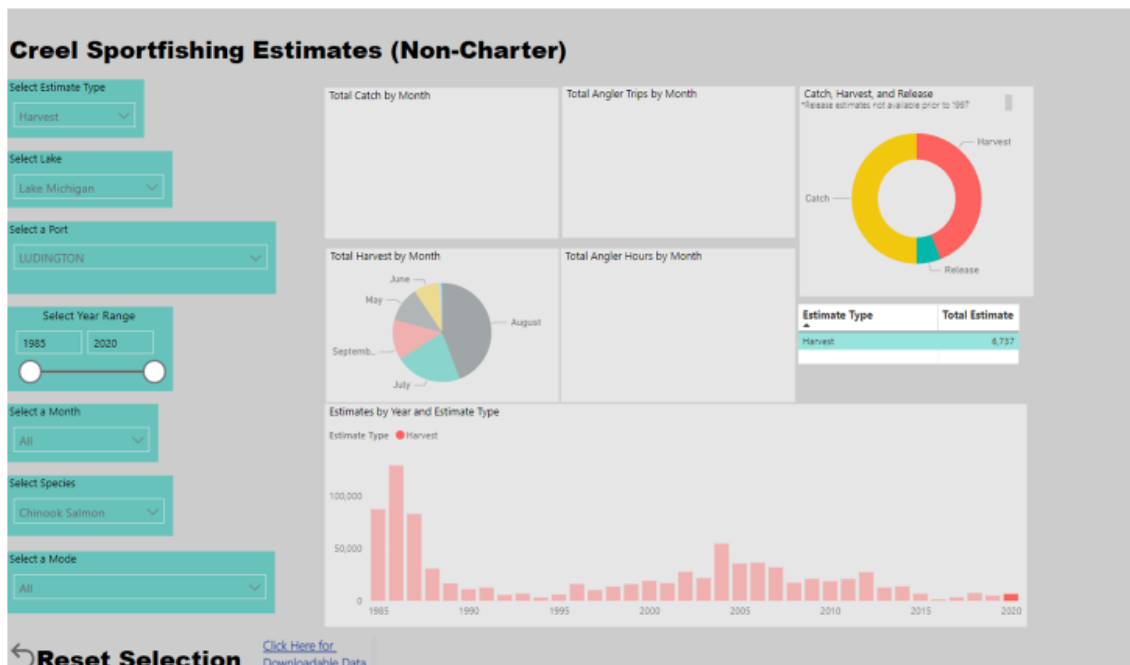 Creel Sportfishing Estimates (Non-Charter)
Select Estimate Type
Harvest
Select Lake
Lake Michigan
Select a Port
LUDINGTON
Select Year Range
1985 2020
Select a Month
All
Select Species
Chinook Salmon
Select a Mode
All
Reset Selection
Click Here for
Downloadable Data
Total Catch by Month
Total Angler Trips by Month
Catch, Harvest, and Release
*Release estimates not available prior to 1997
Harvest
Catch
Release
Total Harvest by Month
June
May
August
Septemb...
July
Total Angler Hours by Month
Estimate Type Total Estimate
Harvest 6,737
Estimates by Year and Estimate Type
Estimate Type Harvest
100,000
50,000
0
1985 1990 1995 2000 2005 2010 2015 2020